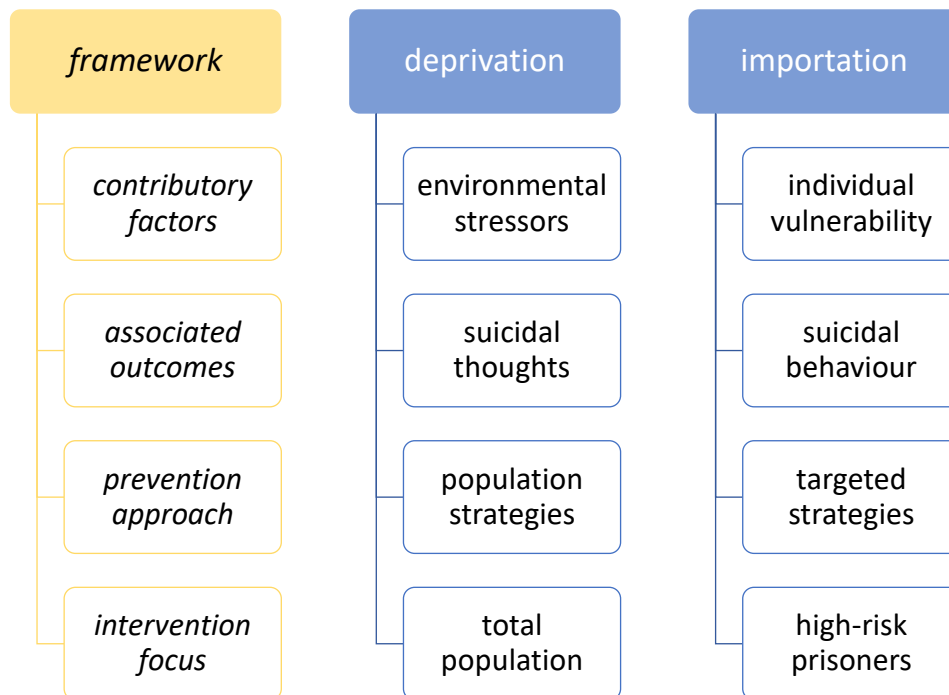 framework
contributory
factors
associated
outcomes
prevention
approach
intervention
focus
deprivation
environmental
stressors
suicidal
thoughts
population
strategies
total
population
importation
individual
vulnerability
suicidal
behaviour
targeted
strategies
high-risk
prisoners